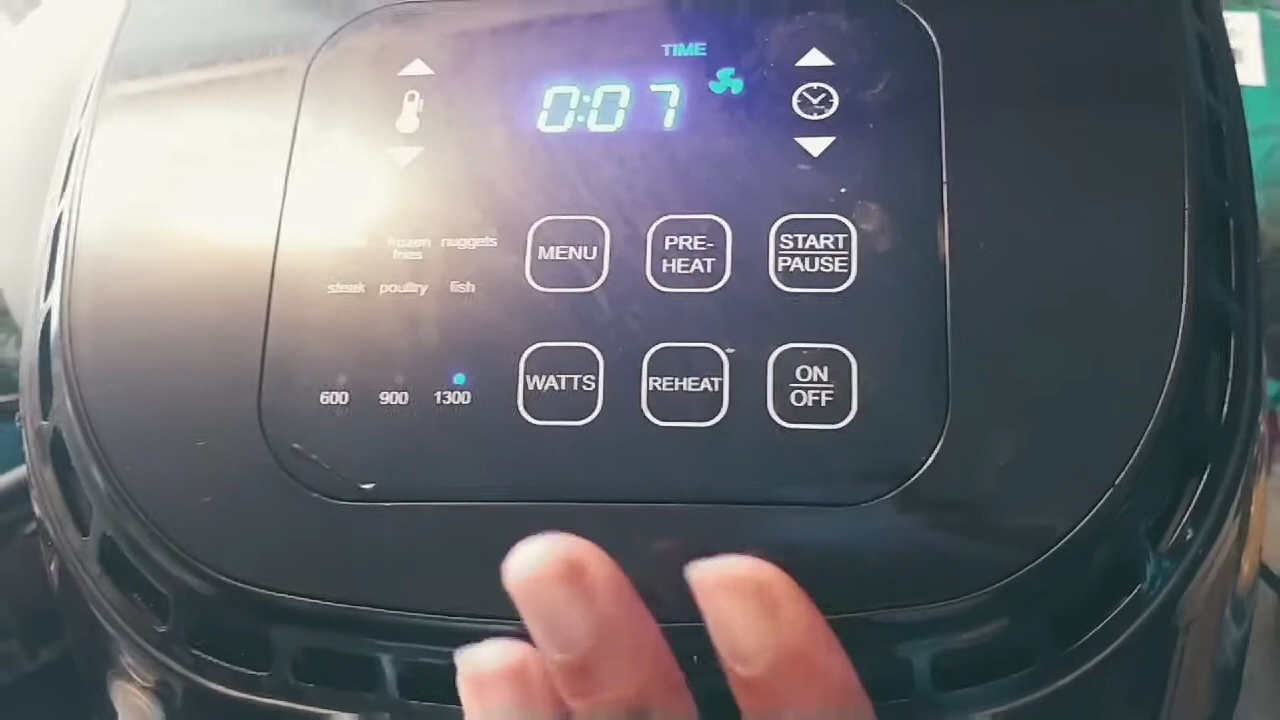 TIME
0:07
frozen
fries
nuggets
steak
poultry
fish
MENU
PRE-
HEAT
START
PAUSE
600
900
1300
WATTS
REHEAT
ON
OFF